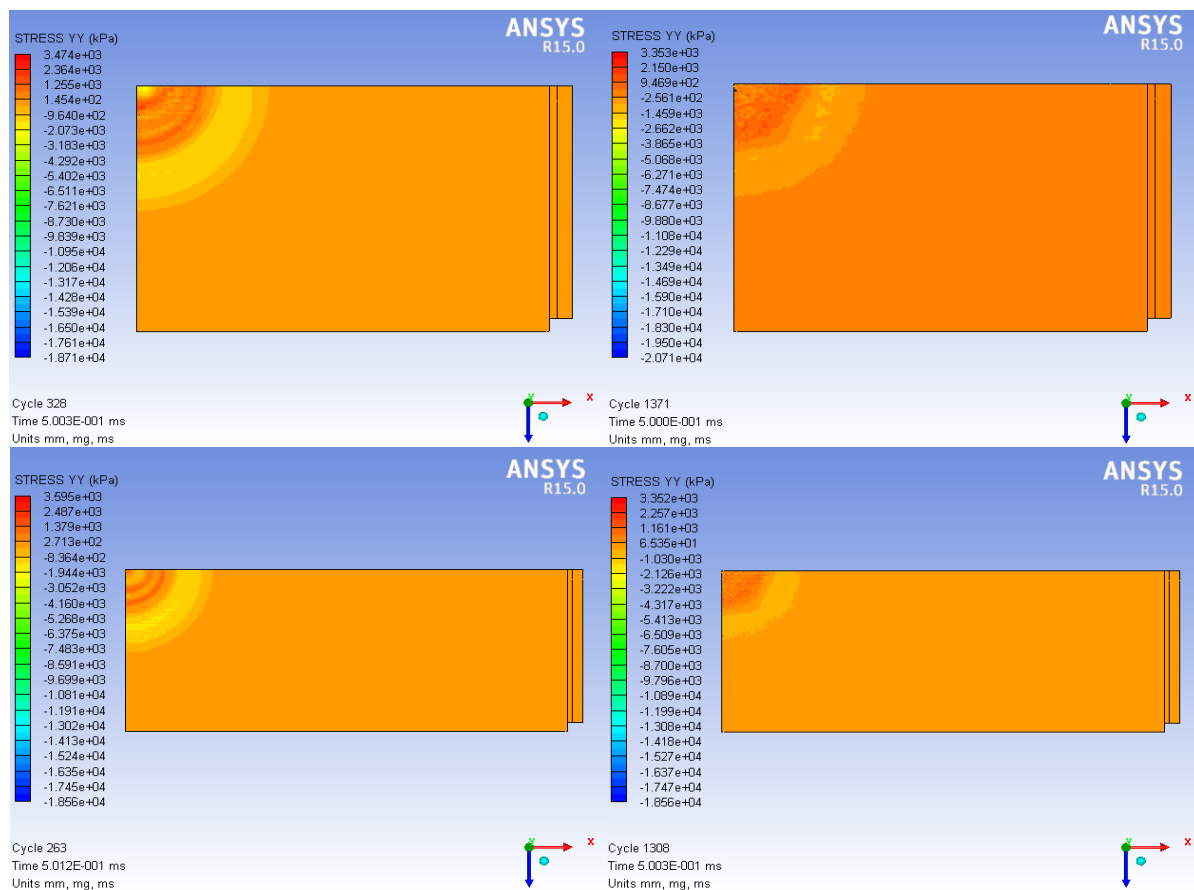 ANSYS
R15.0
STRESS YY (kPa)
3.474e+03
2.364e+03
1.255e+03
1.454e+02
-9.640e+02
-2.073e+03
-3.183e+03
-4.292e+03
-5.402e+03
-6.511e+03
-7.621e+03
-8.730e+03
-9.839e+03
-1.095e+04
-1.206e+04
-1.317e+04
-1.428e+04
-1.539e+04
-1.650e+04
-1.761e+04
-1.871e+04
Cycle 328
Time 5.003E-001 ms
Units mm, mg, ms
Y
X
ANSYS
R15.0
STRESS YY (kPa)
3.353e+03
2.150e+03
9.469e+02
-2.561e+02
-1.459e+03
-2.662e+03
-3.865e+03
-5.068e+03
-6.271e+03
-7.474e+03
-8.677e+03
-9.880e+03
-1.108e+04
-1.229e+04
-1.349e+04
-1.469e+04
-1.590e+04
-1.710e+04
-1.830e+04
-1.950e+04
-2.071e+04
Cycle 1371
Time 5.000E-001 ms
Units mm, mg, ms
Y
X
ANSYS
R15.0
STRESS YY (kPa)
3.595e+03
2.487e+03
1.379e+03
2.713e+02
-8.364e+02
-1.944e+03
-3.052e+03
-4.160e+03
-5.268e+03
-6.375e+03
-7.483e+03
-8.591e+03
-9.699e+03
-1.081e+04
-1.191e+04
-1.302e+04
-1.413e+04
-1.524e+04
-1.635e+04
-1.745e+04
-1.856e+04
Cycle 263
Time 5.012E-001 ms
Units mm, mg, ms
Y
X
ANSYS
R15.0
STRESS YY (kPa)
3.352e+03
2.257e+03
1.161e+03
6.535e+01
-1.030e+03
-2.126e+03
-3.222e+03
-4.317e+03
-5.413e+03
-6.509e+03
-7.605e+03
-8.700e+03
-9.796e+03
-1.089e+04
-1.199e+04
-1.308e+04
-1.418e+04
-1.527e+04
-1.637e+04
-1.747e+04
-1.856e+04
Cycle 1308
Time 5.003E-001 ms
Units mm, mg, ms
Y
X